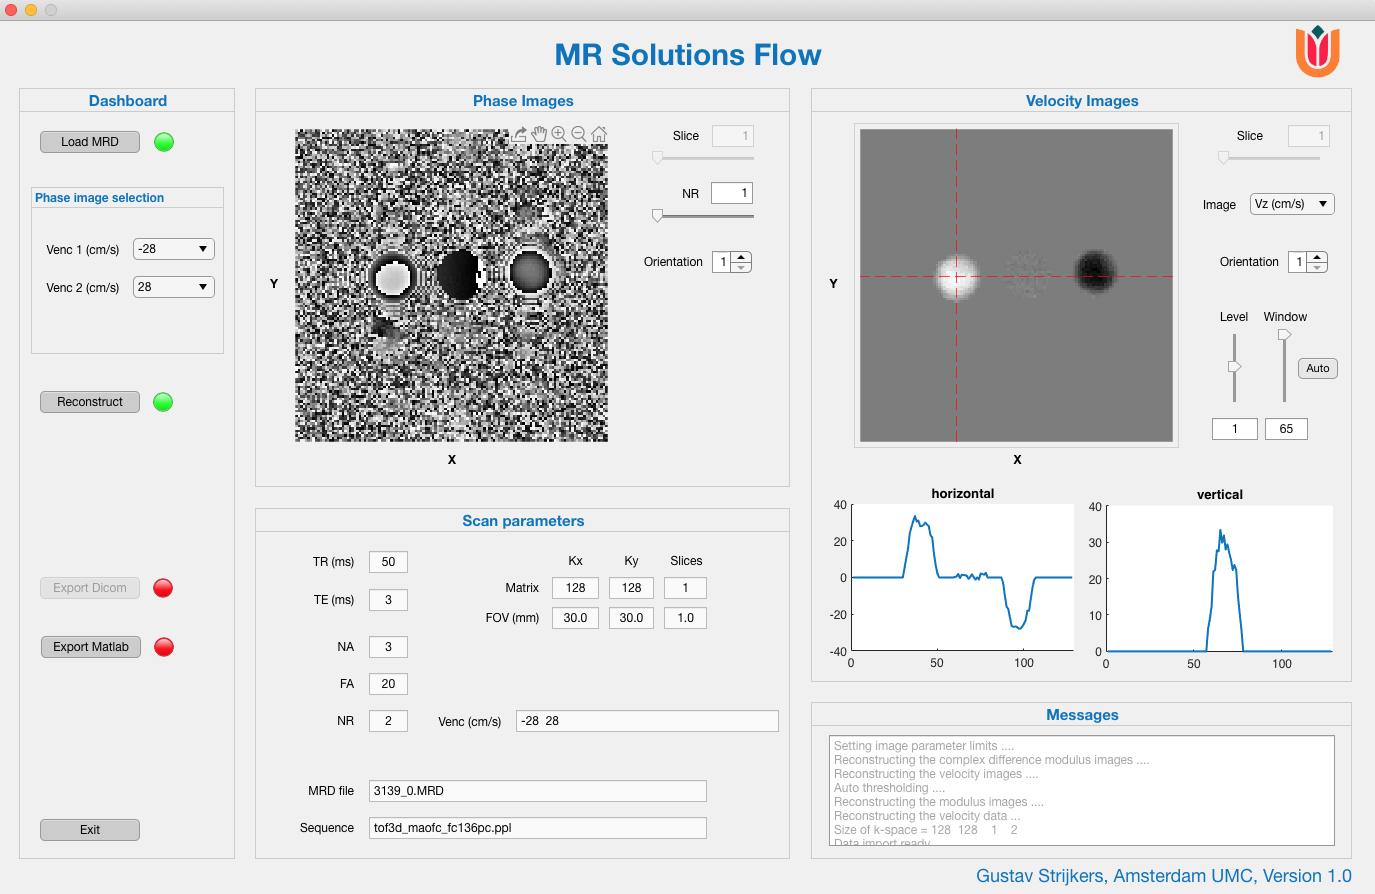 MR Solutions Flow
Dashboard
Load MRD
Phase image selection
Venc 1 (cm/s) -28
Venc 2 (cm/s) 28
Reconstruct
Export Dicom
Export Matlab
Exit
Phase Images
Y
X
Slice 1
NR 1
Orientation 1
Scan parameters
TR (ms) 50
TE (ms) 3
NA 3
FA 20
NR 2
Kx Ky Slices
Matrix 128 128 1
FOV (mm) 30.0 30.0 1.0
Venc (cm/s) -28 28
MRD file 3139_0.MRD
Sequence tof3d_maofc_fc136pc.ppl
Velocity Images
Y
X
Slice 1
Image Vz (cm/s)
Orientation 1
Level Window
Auto
1 65
horizontal
40
20
0
-20
-40
0 50 100
vertical
40
30
20
10
0
0 50 100
Messages
Setting image parameter limits ....
Reconstructing the complex difference modulus images ....
Reconstructing the velocity images ....
Auto thresholding ....
Reconstructing the modulus images ....
Reconstructing the velocity data ...
Size of k-space = 128 128 1 2
Data import ready
Gustav Strijkers, Amsterdam UMC, Version 1.0